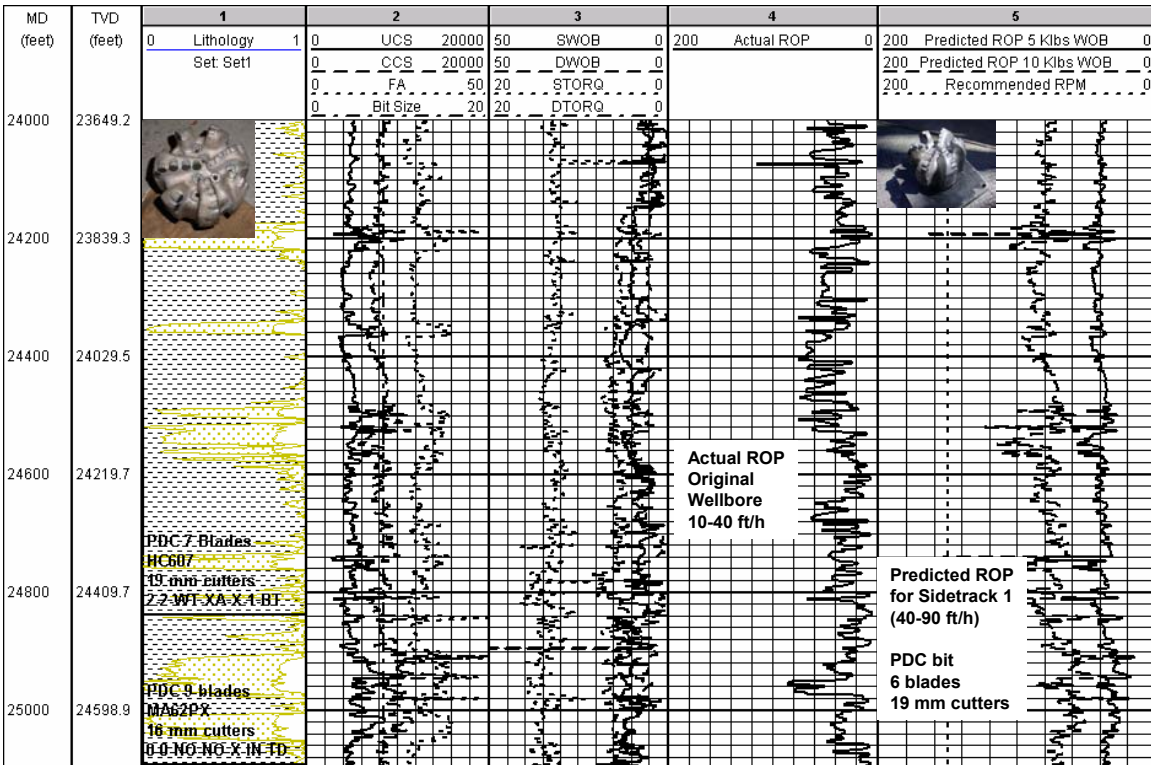 MD TVD 1 2 3 4 5
(feet) (feet) 0 Lithology 1 0 UCS 20000 50 SWOB 0 200 Actual ROP 0 200 Predicted ROP 5 Klbs WOB 0
Set: Set1 0 CCS 20000 50 DWOB 0 200 Predicted ROP 10 Klbs WOB 0
0 FA 50 20 STORQ 0 200 Recommended RPM 0
0 Bit Size 20 20 DTORQ 0
24000 23649.2
24200 23839.3
24400 24029.5
24600 24219.7
24800 24409.7
25000 24598.9
PDC 7 Blades
HC607
19 mm cutters
2-2-WT-XA-X-1-BT
PDC 9 blades
MA62PX
16 mm cutters
0-0-NO-NO-X-IN-TD
Actual ROP
Original
Wellbore
10-40 ft/h
Predicted ROP
for Sidetrack 1
(40-90 ft/h)
PDC bit
6 blades
19 mm cutters